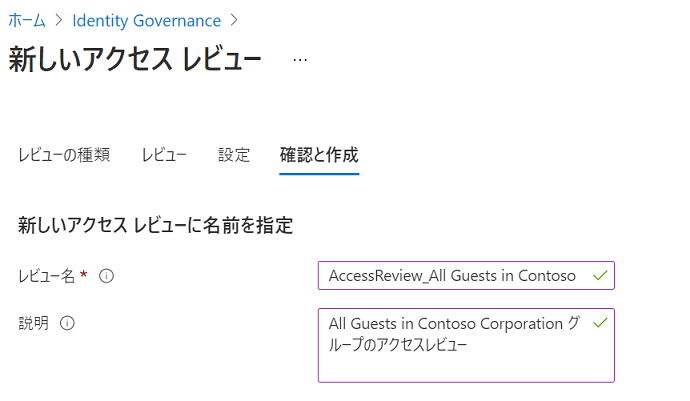 ホーム > Identity Governance >
新しいアクセス レビュー ...
レビューの種類 レビュー 設定 確認と作成
新しいアクセス レビューに名前を指定
レビュー名 * AccessReview_All Guests in Contoso
説明 All Guests in Contoso Corporation グ
ループのアクセスレビュー